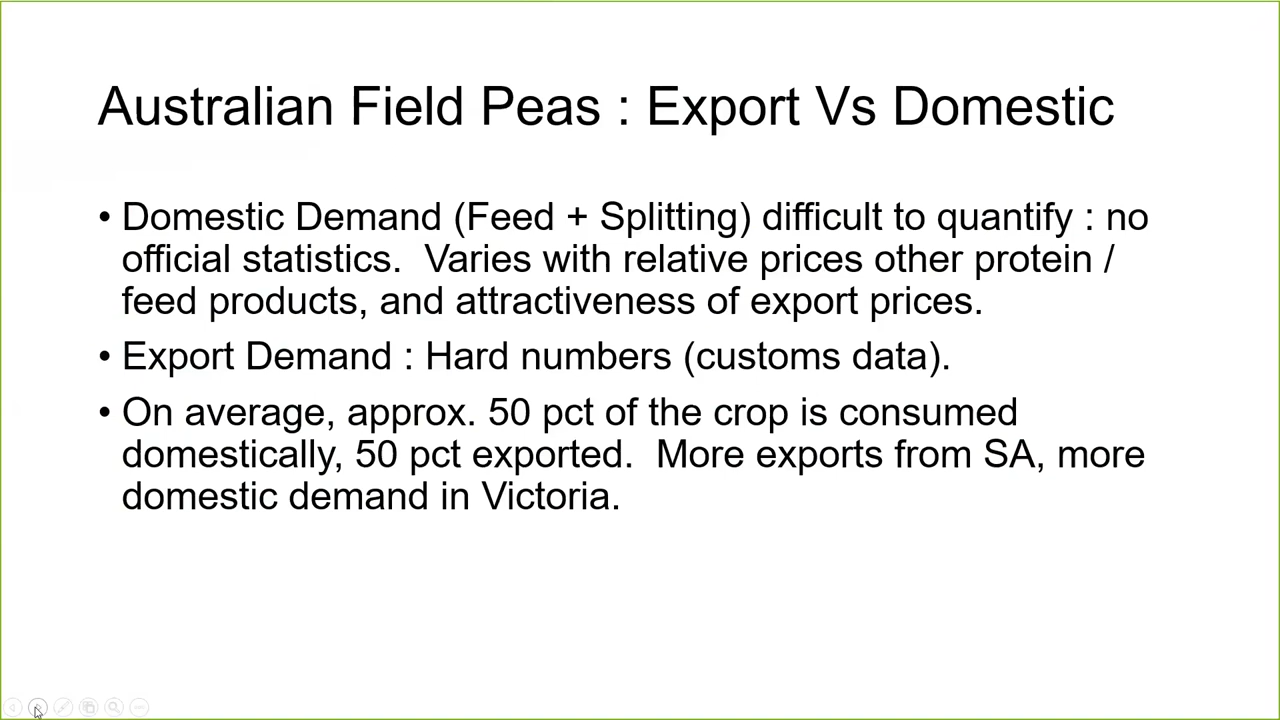 Australian Field Peas : Export Vs Domestic
• Domestic Demand (Feed + Splitting) difficult to quantify : no
official statistics.  Varies with relative prices other protein /
feed products, and attractiveness of export prices.
• Export Demand : Hard numbers (customs data).
• On average, approx. 50 pct of the crop is consumed
domestically, 50 pct exported.  More exports from SA, more
domestic demand in Victoria.